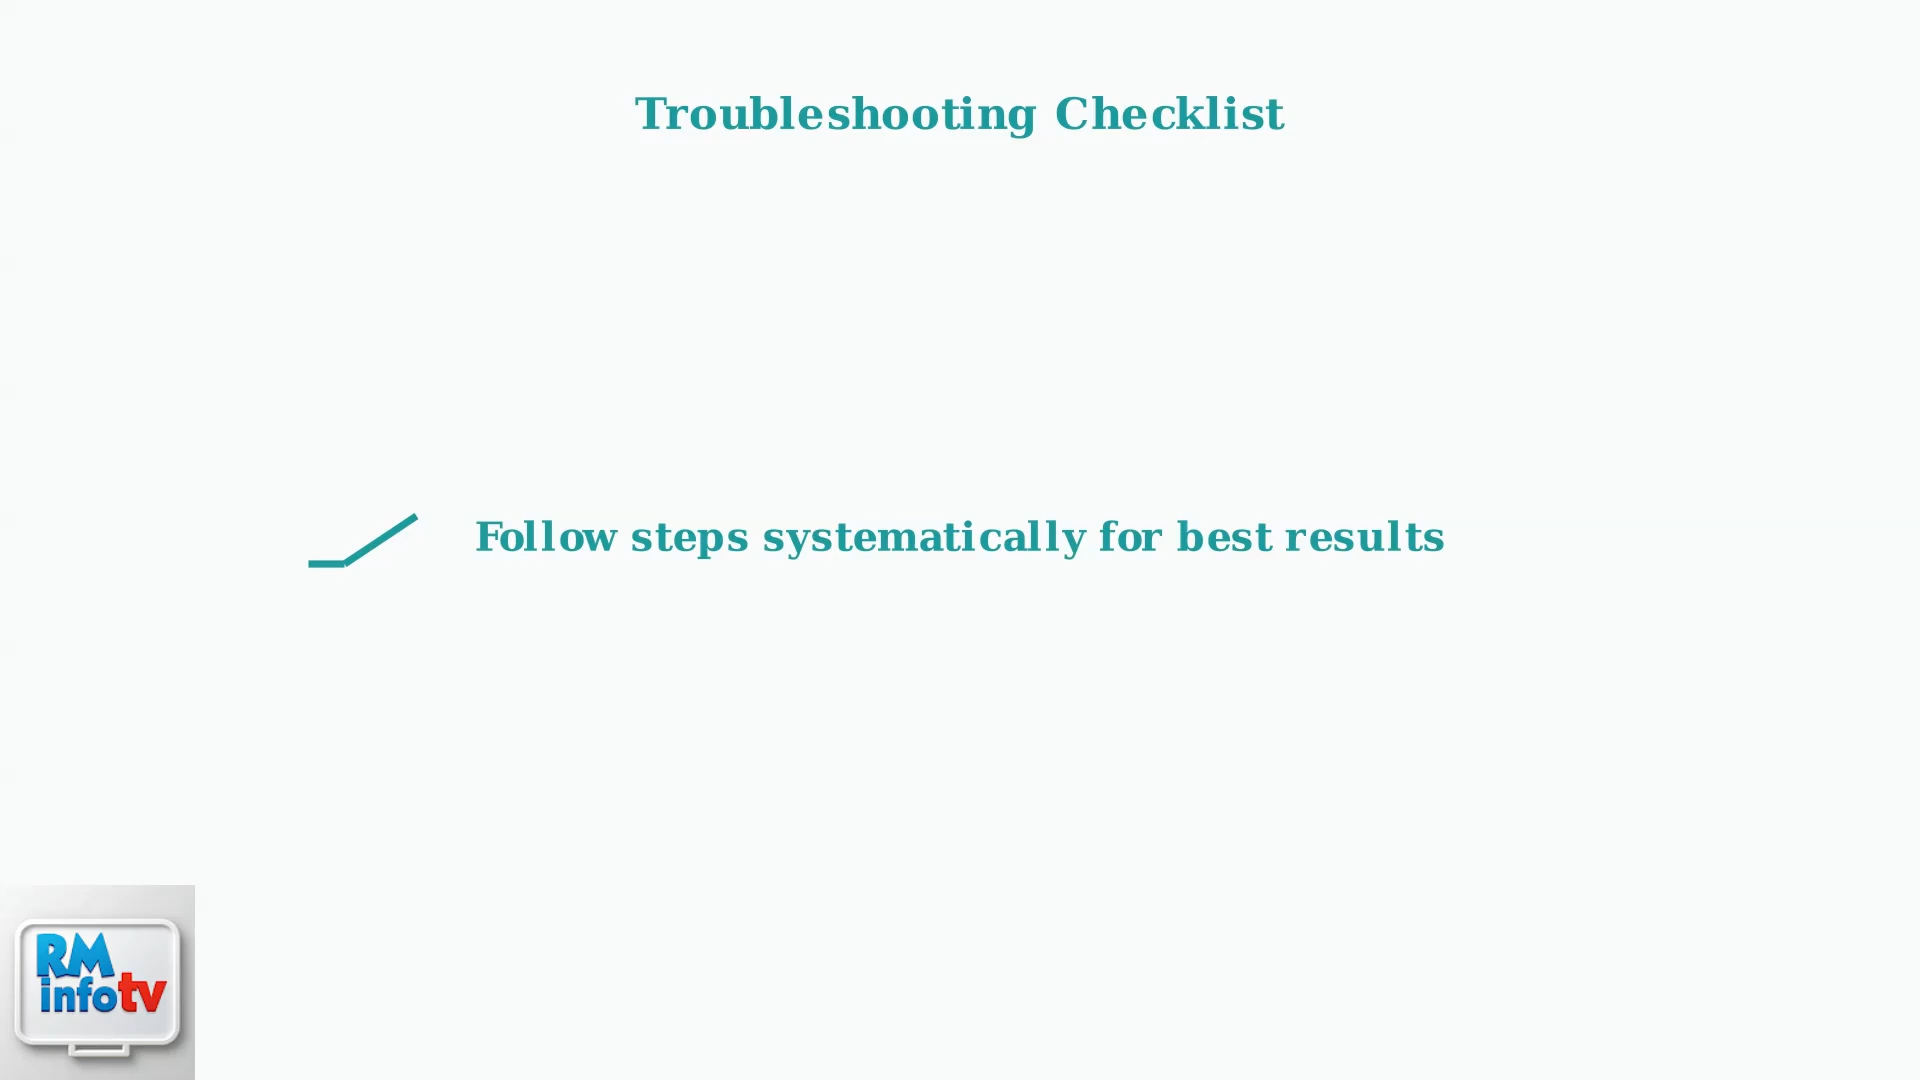 Troubleshooting Checklist
Follow steps systematically for best results
RM
infotv